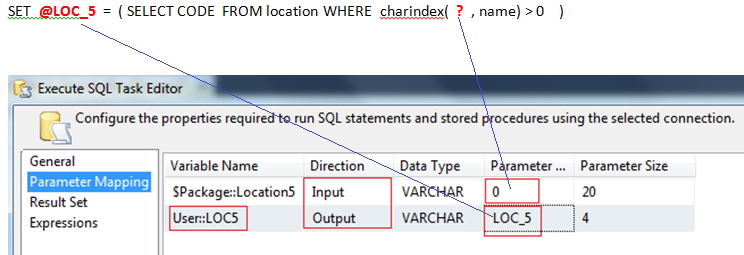 SET @LOC_5 = ( SELECT CODE FROM location WHERE charindex( ? , name) > 0 )
Execute SQL Task Editor
Configure the properties required to run SQL statements and stored procedures using the selected connection.
General
Parameter Mapping
Result Set
Expressions
Variable Name Direction Data Type Parameter ... Parameter Size
$Package::Location5 Input VARCHAR 0 20
User::LOC5 Output VARCHAR LOC_5 4